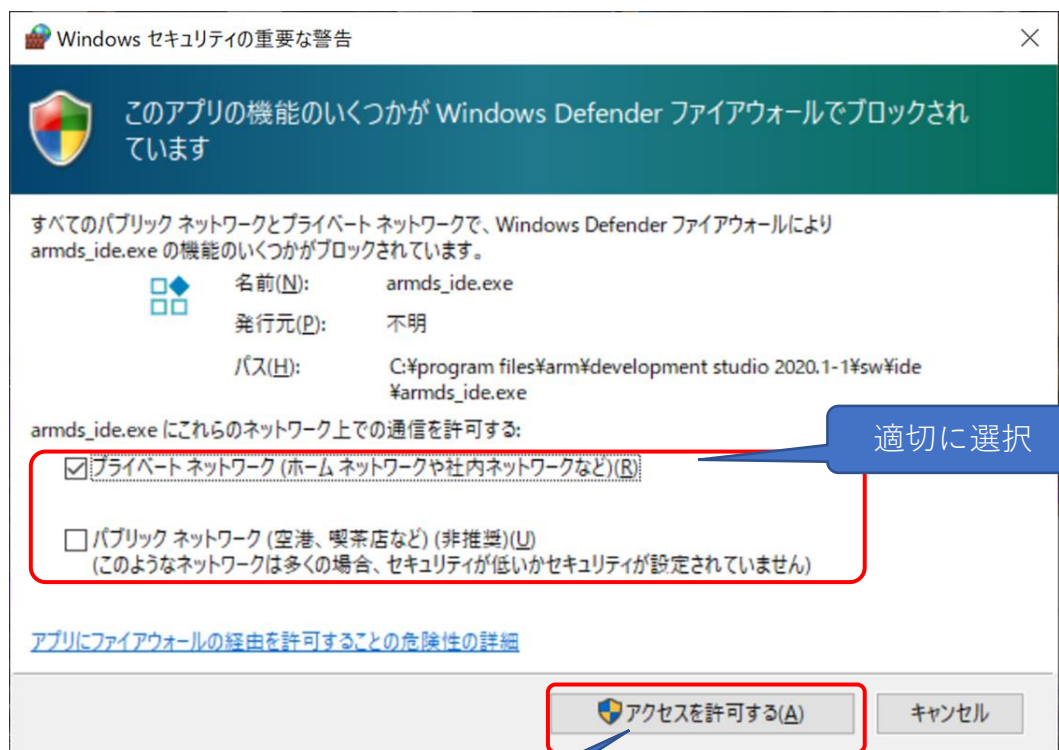 Windows セキュリティの重要な警告
このアプリの機能のいくつかが Windows Defender ファイアウォールでブロックされ
ています
すべてのパブリック ネットワークとプライベート ネットワークで、Windows Defender ファイアウォールにより
armds_ide.exe の機能のいくつかがブロックされています。
名前(N): armds_ide.exe
発行元(P): 不明
パス(H): C:¥program files¥arm¥development studio 2020.1-1¥sw¥ide
¥armds_ide.exe
armds_ide.exe にこれらのネットワーク上での通信を許可する:
適切に選択
プライベート ネットワーク (ホーム ネットワークや社内ネットワークなど)(R)
パブリック ネットワーク (空港、喫茶店など) (非推奨)(U)
(このようなネットワークは多くの場合、セキュリティが低いかセキュリティが設定されていません)
アプリにファイアウォールの経由を許可することの危険性の詳細
アクセスを許可する(A) キャンセル